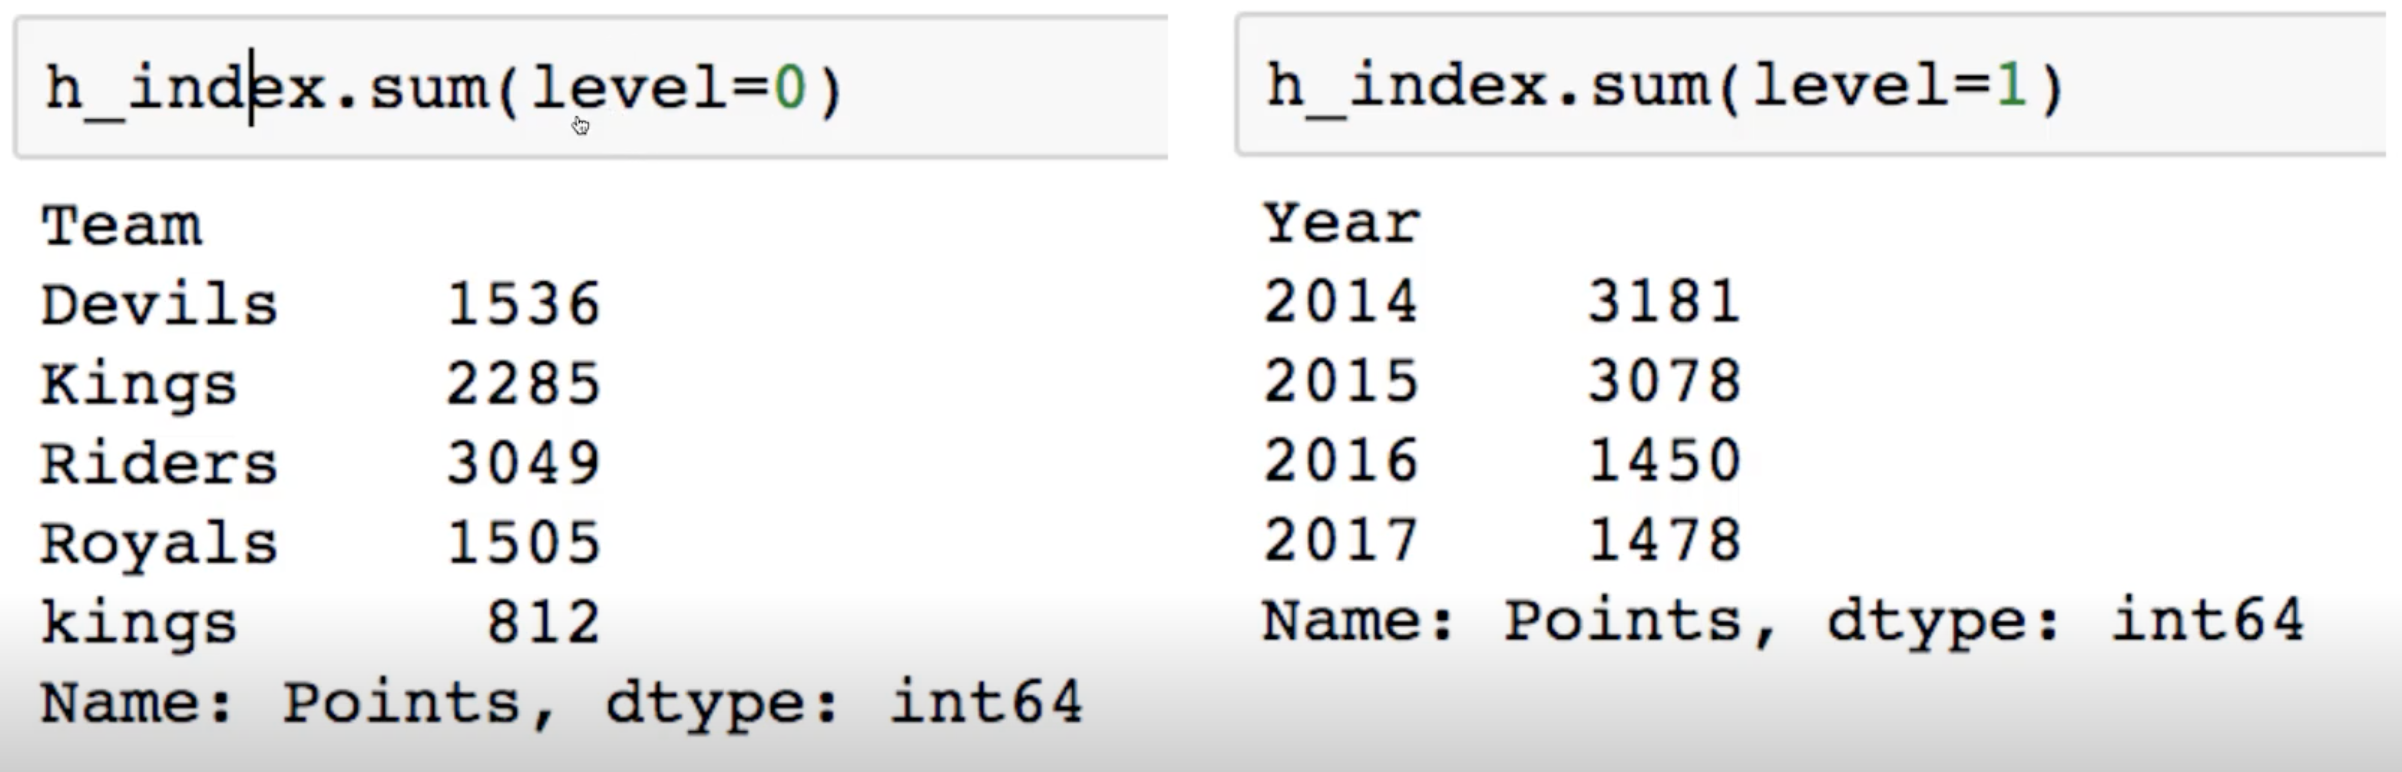 h_index.sum(level=0)
Team
Devils 1536
Kings 2285
Riders 3049
Royals 1505
kings 812
Name: Points, dtype: int64
h_index.sum(level=1)
Year
2014 3181
2015 3078
2016 1450
2017 1478
Name: Points, dtype: int64